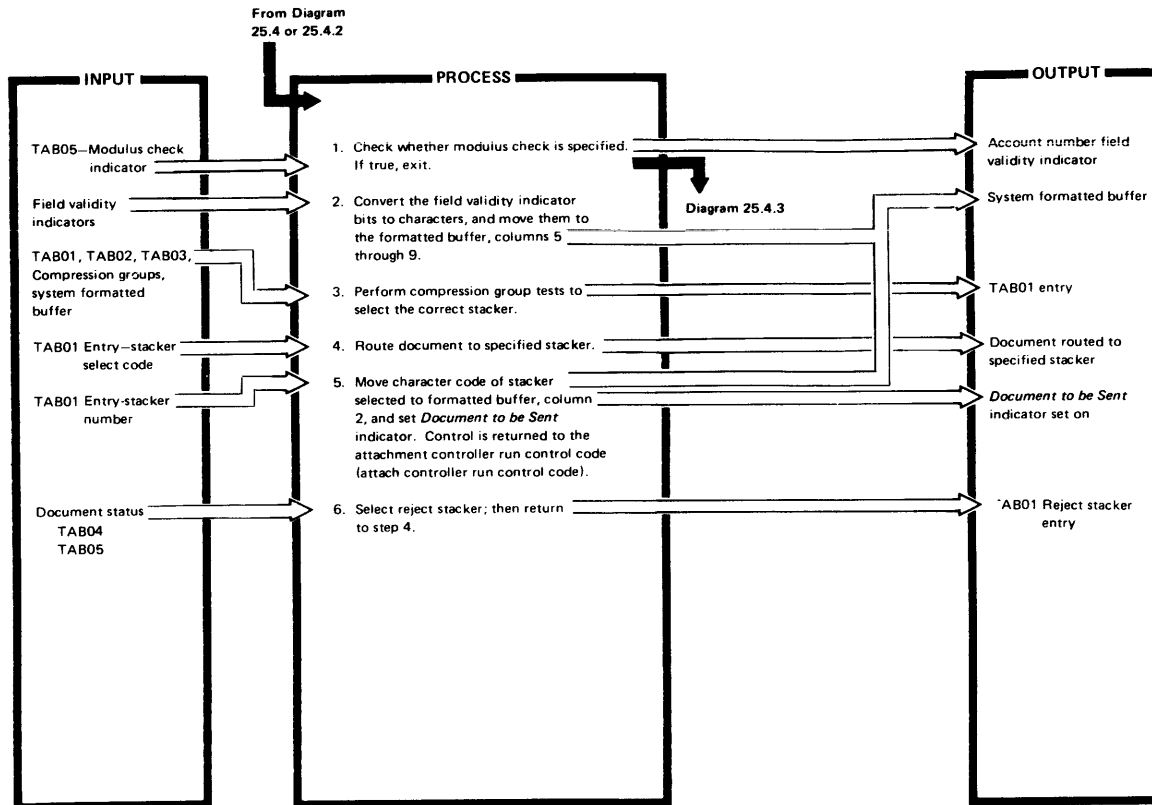 From Diagram
25.4 or 25.4.2
INPUT
TAB05—Modulus check
indicator
Field validity
indicators
TAB01, TAB02, TAB03,
Compression groups,
system formatted
buffer
TAB01 Entry—stacker
select code
TAB01 Entry-stacker
number
Document status
TAB04
TAB05
PROCESS
1. Check whether modulus check is specified.
If true, exit.
Diagram 25.4.3
2. Convert the field validity indicator
bits to characters, and move them to
the formatted buffer, columns 5
through 9.
3. Perform compression group tests to
select the correct stacker.
4. Route document to specified stacker.
5. Move character code of stacker
selected to formatted buffer, column
2, and set Document to be Sent
indicator. Control is returned to the
attachment controller run control code
(attach controller run control code).
6. Select reject stacker; then return
to step 4.
OUTPUT
Account number field
validity indicator
System formatted buffer
TAB01 entry
Document routed to
specified stacker
Document to be Sent
indicator set on
TAB01 Reject stacker
entry